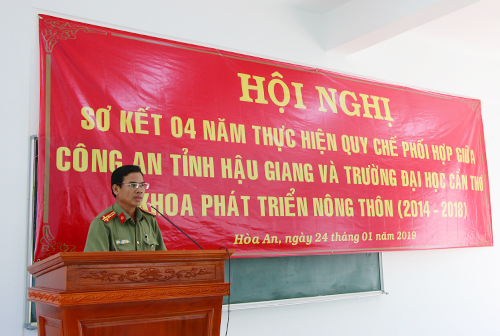 HỘI NGHỊ
SƠ KẾT 04 NĂM THỰC HIỆN QUY CHẾ PHỐI HỢP GIỮA
CÔNG AN TỈNH HẬU GIANG VÀ TRƯỜNG ĐẠI HỌC CẦN THƠ
KHOA PHÁT TRIỂN NÔNG THÔN (2014 - 2018)
Hòa An, ngày 24 tháng 01 năm 2019